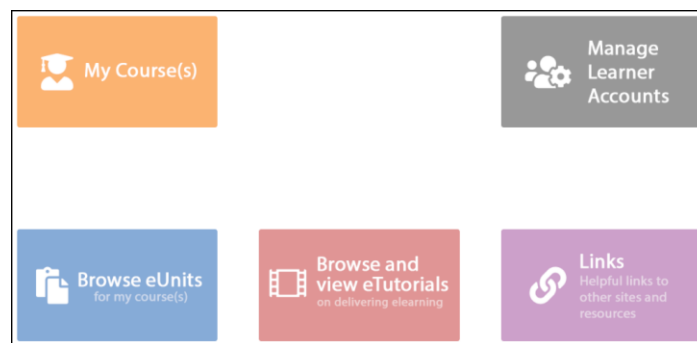 My Course(s)
Manage
Learner
Accounts
Browse eUnits
for my course(s)
Browse and
view eTutorials
on delivering elearning
Links
Helpful links to
other sites and
resources